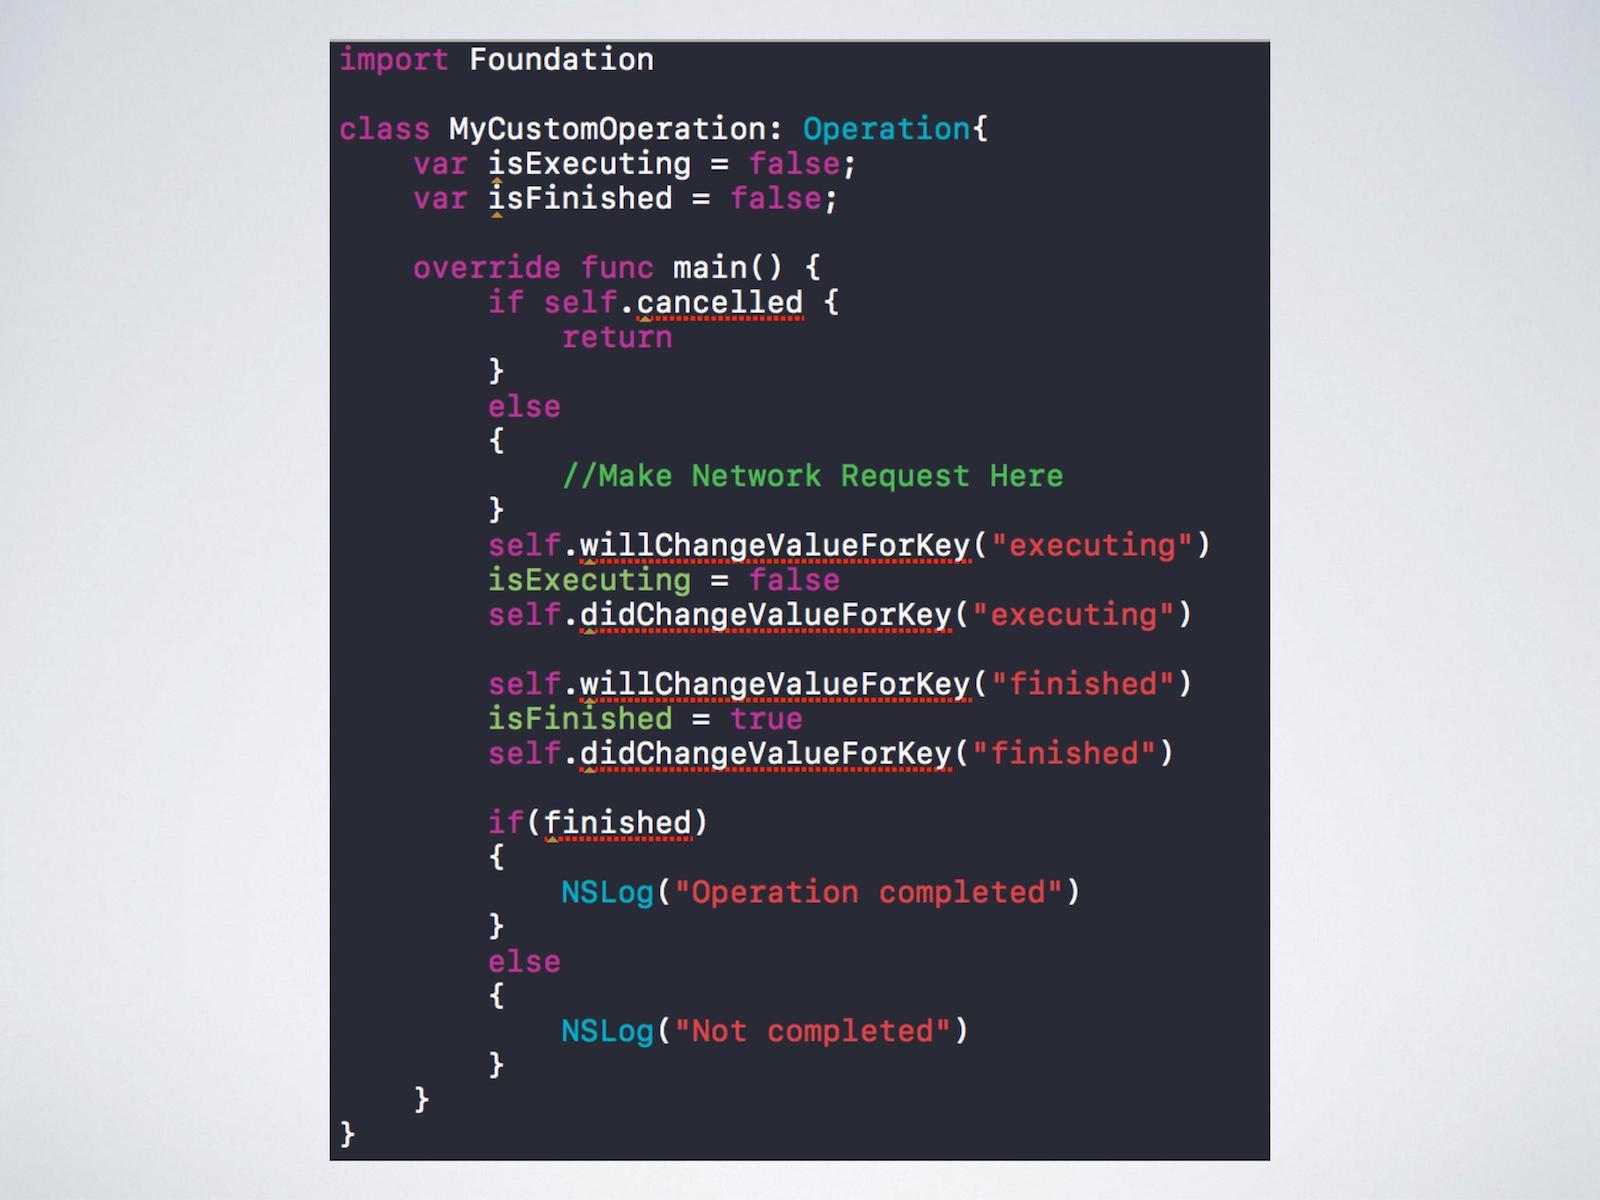 import Foundation
class MyCustomOperation: Operation{
var isExecuting = false;
var isFinished = false;
override func main() {
if self.cancelled {
return
}
else
{
//Make Network Request Here
}
self.willChangeValueForKey("executing")
isExecuting = false
self.didChangeValueForKey("executing")
self.willChangeValueForKey("finished")
isFinished = true
self.didChangeValueForKey("finished")
if(finished)
{
NSLog("Operation completed")
}
else
{
NSLog("Not completed")
}
}
}